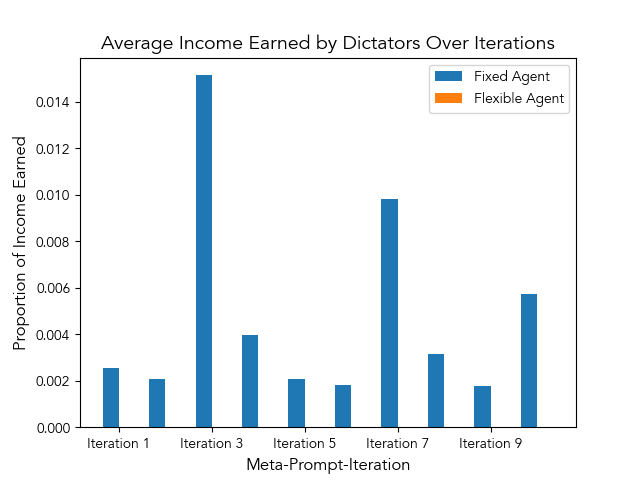 Average Income Earned by Dictators Over Iterations
Fixed Agent
Flexible Agent
Proportion of Income Earned
0.014
0.012
0.010
0.008
0.006
0.004
0.002
0.000
Iteration 1
Iteration 3
Iteration 5
Iteration 7
Iteration 9
Meta-Prompt-Iteration